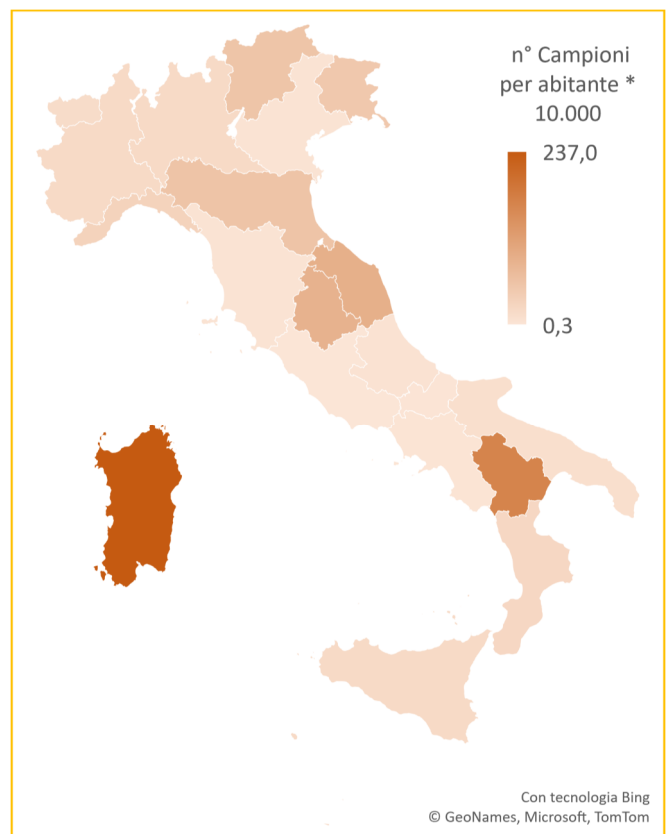 n° Campioni
per abitante *
10.000
237,0
0,3
Con tecnologia Bing
© GeoNames, Microsoft, TomTom